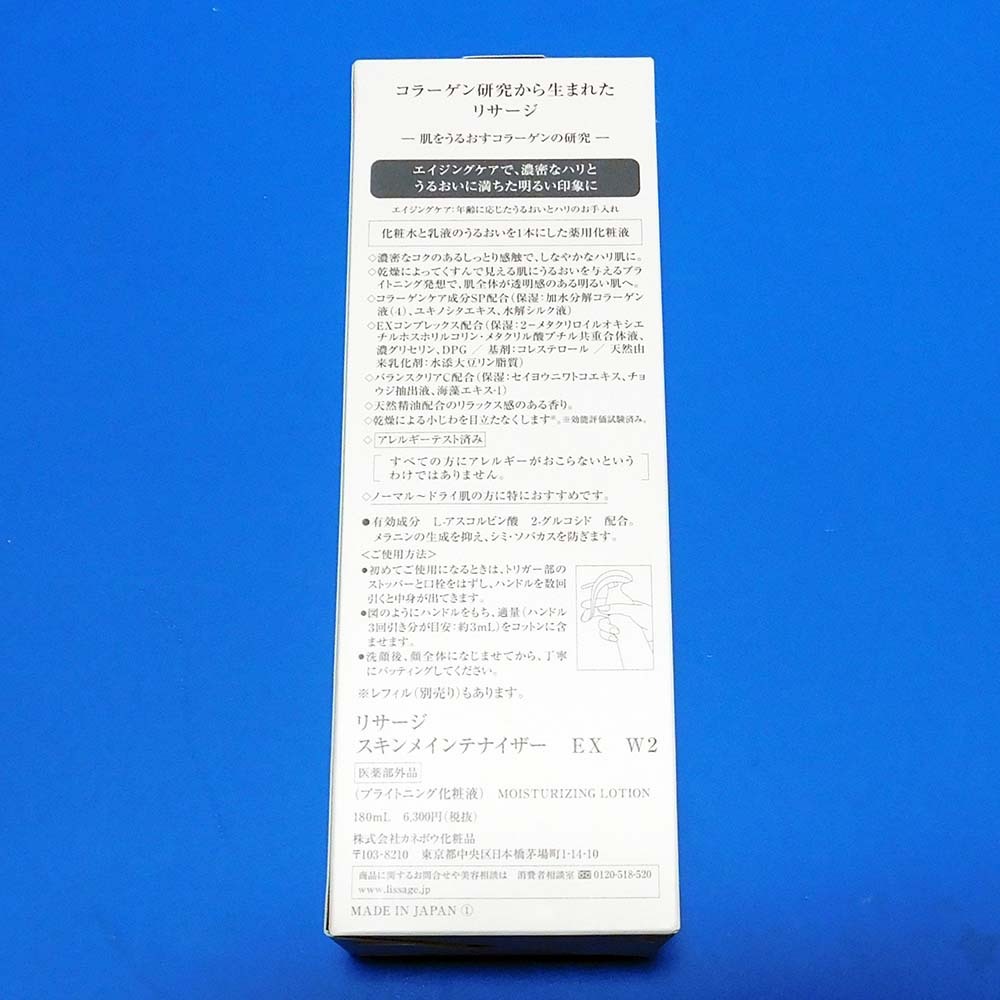 コラーゲン研究から生まれた
リサージ
― 肌をうるおすコラーゲンの研究 ―
エイジングケアで、濃密なハリと
うるおいに満ちた明るい印象に
エイジングケア：年齢に応じたうるおいとハリのお手入れ
化粧水と乳液のうるおいを1本にした薬用化粧液
◇濃密なコクのあるしっとり感触で、しなやかなハリ肌に。
◇乾燥によってくすんで見える肌にうるおいを与えるブラ
イトニング発想で、肌全体が透明感のある明るい肌へ。
◇コラーゲンケア成分SP配合（保湿：加水分解コラーゲン
液（4）、ユキノシタエキス、水解シルク液）
◇EXコンプレックス配合（保湿：2－メタクリロイルオキシエ
チルホスホリルコリン・メタクリル酸ブチル共重合体液、
濃グリセリン、DPG ／ 基剤：コレステロール ／ 天然由
来乳化剤：水添大豆リン脂質）
◇バランスクリアC配合（保湿：セイヨウニワトコエキス、チョ
ウジ抽出液、海藻エキス-1）
◇天然精油配合のリラックス感のある香り。
◇乾燥による小じわを目立たなくします※。※効能評価試験済み。
◇アレルギーテスト済み
すべての方にアレルギーがおこらないという
わけではありません。
◇ノーマル～ドライ肌の方に特におすすめです。
●有効成分 L-アスコルビン酸 2-グルコシド 配合。
メラニンの生成を抑え、シミ・ソバカスを防ぎます。
＜ご使用方法＞
●初めてご使用になるときは、トリガー部の
ストッパーと口栓をはずし、ハンドルを数回
引くと中身が出てきます。
●図のようにハンドルをもち、適量（ハンドル
3回引き分が目安：約3mL）をコットンに含
ませます。
●洗顔後、顔全体になじませてから、丁寧
にパッティングしてください。
※レフィル（別売り）もあります。
リサージ
スキンメインテナイザー EX W2
医薬部外品
（ブライトニング化粧液） MOISTURIZING LOTION
180mL 6,300円（税抜）
株式会社カネボウ化粧品
〒103-8210 東京都中央区日本橋茅場町1-14-10
商品に関するお問合せや美容相談は 消費者相談室 0120-518-520
www.lissage.jp
MADE IN JAPAN ①